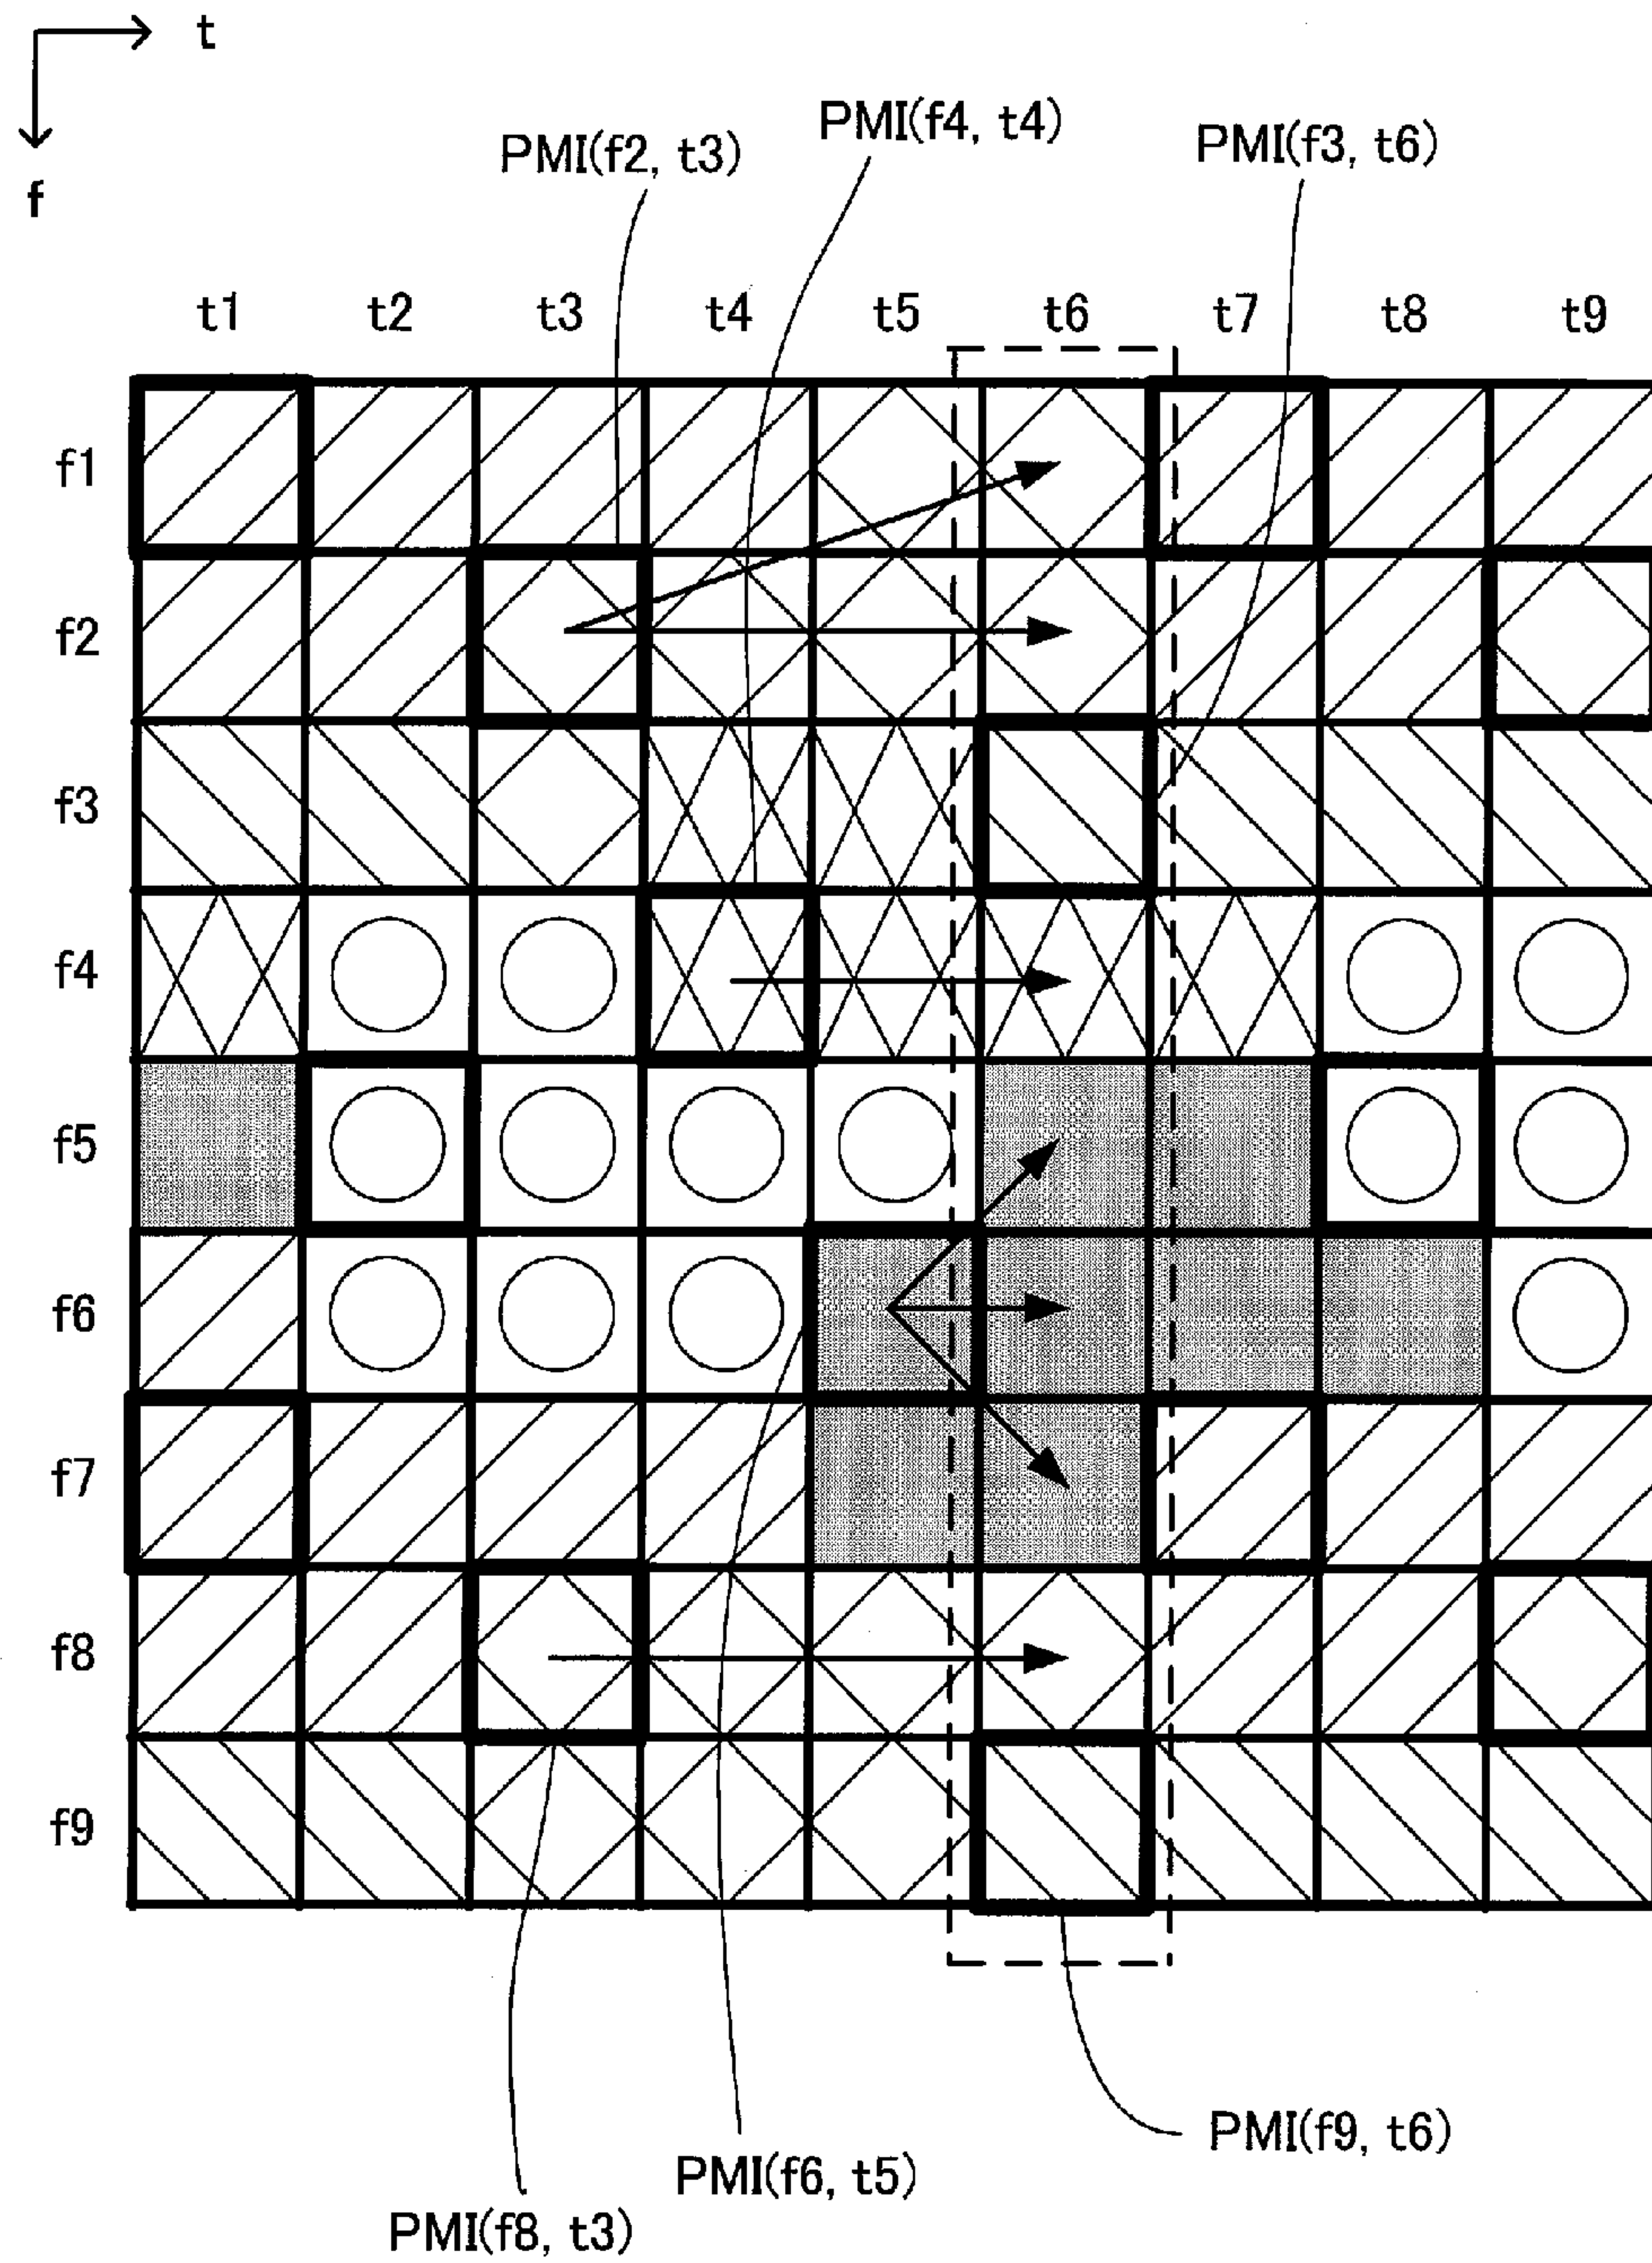 t
f
PMI(f2, t3)
PMI(f4, t4)
PMI(f3, t6)
t1 t2 t3 t4 t5 t6 t7 t8 t9
f1
f2
f3
f4
f5
f6
f7
f8
f9
PMI(f9, t6)
PMI(f6, t5)
PMI(f8, t3)